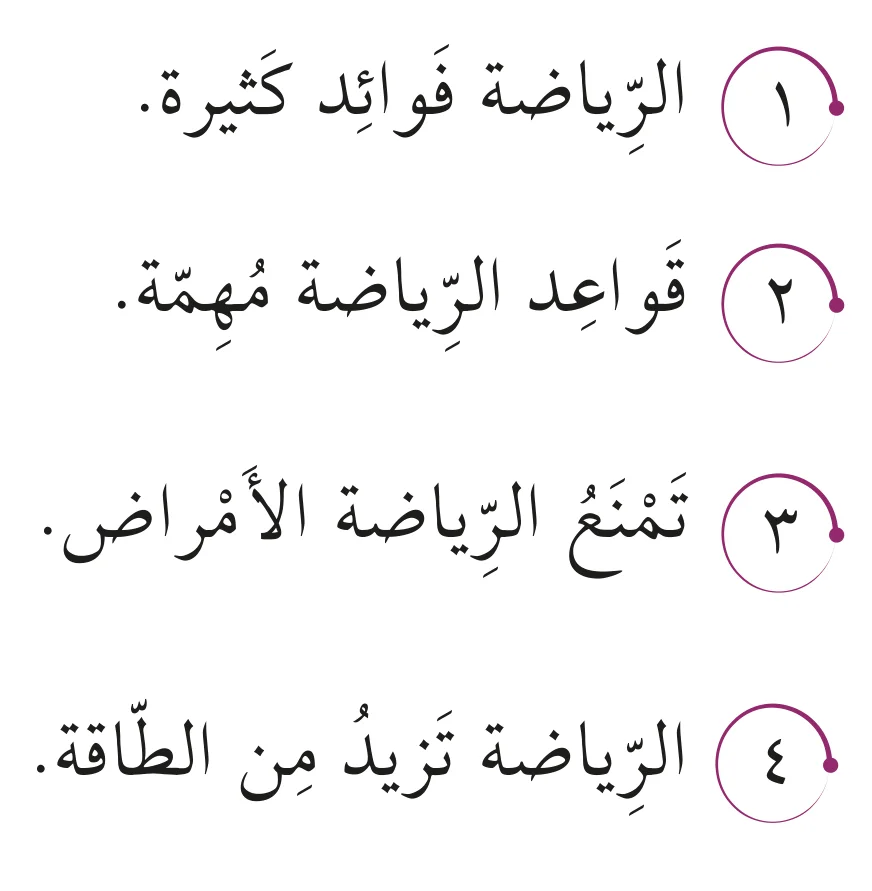 ١ الرِّياضة فَوائِد كَثيرة.
٢ قَواعِد الرِّياضة مُهِمّة.
٣ تَمْنَعُ الرِّياضة الأَمْراض.
٤ الرِّياضة تَزيدُ مِن الطّاقة.